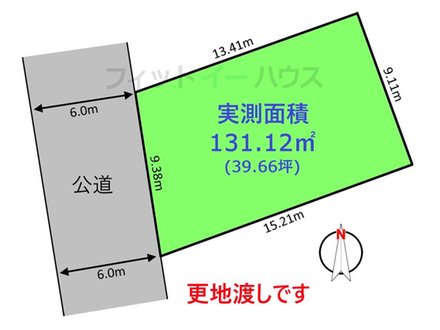 13.41m
フィットイーハウス
6.0m
9.11m
実測面積
131.12㎡
(39.66坪)
9.38m
公道
15.21m
6.0m
N
更地渡しです